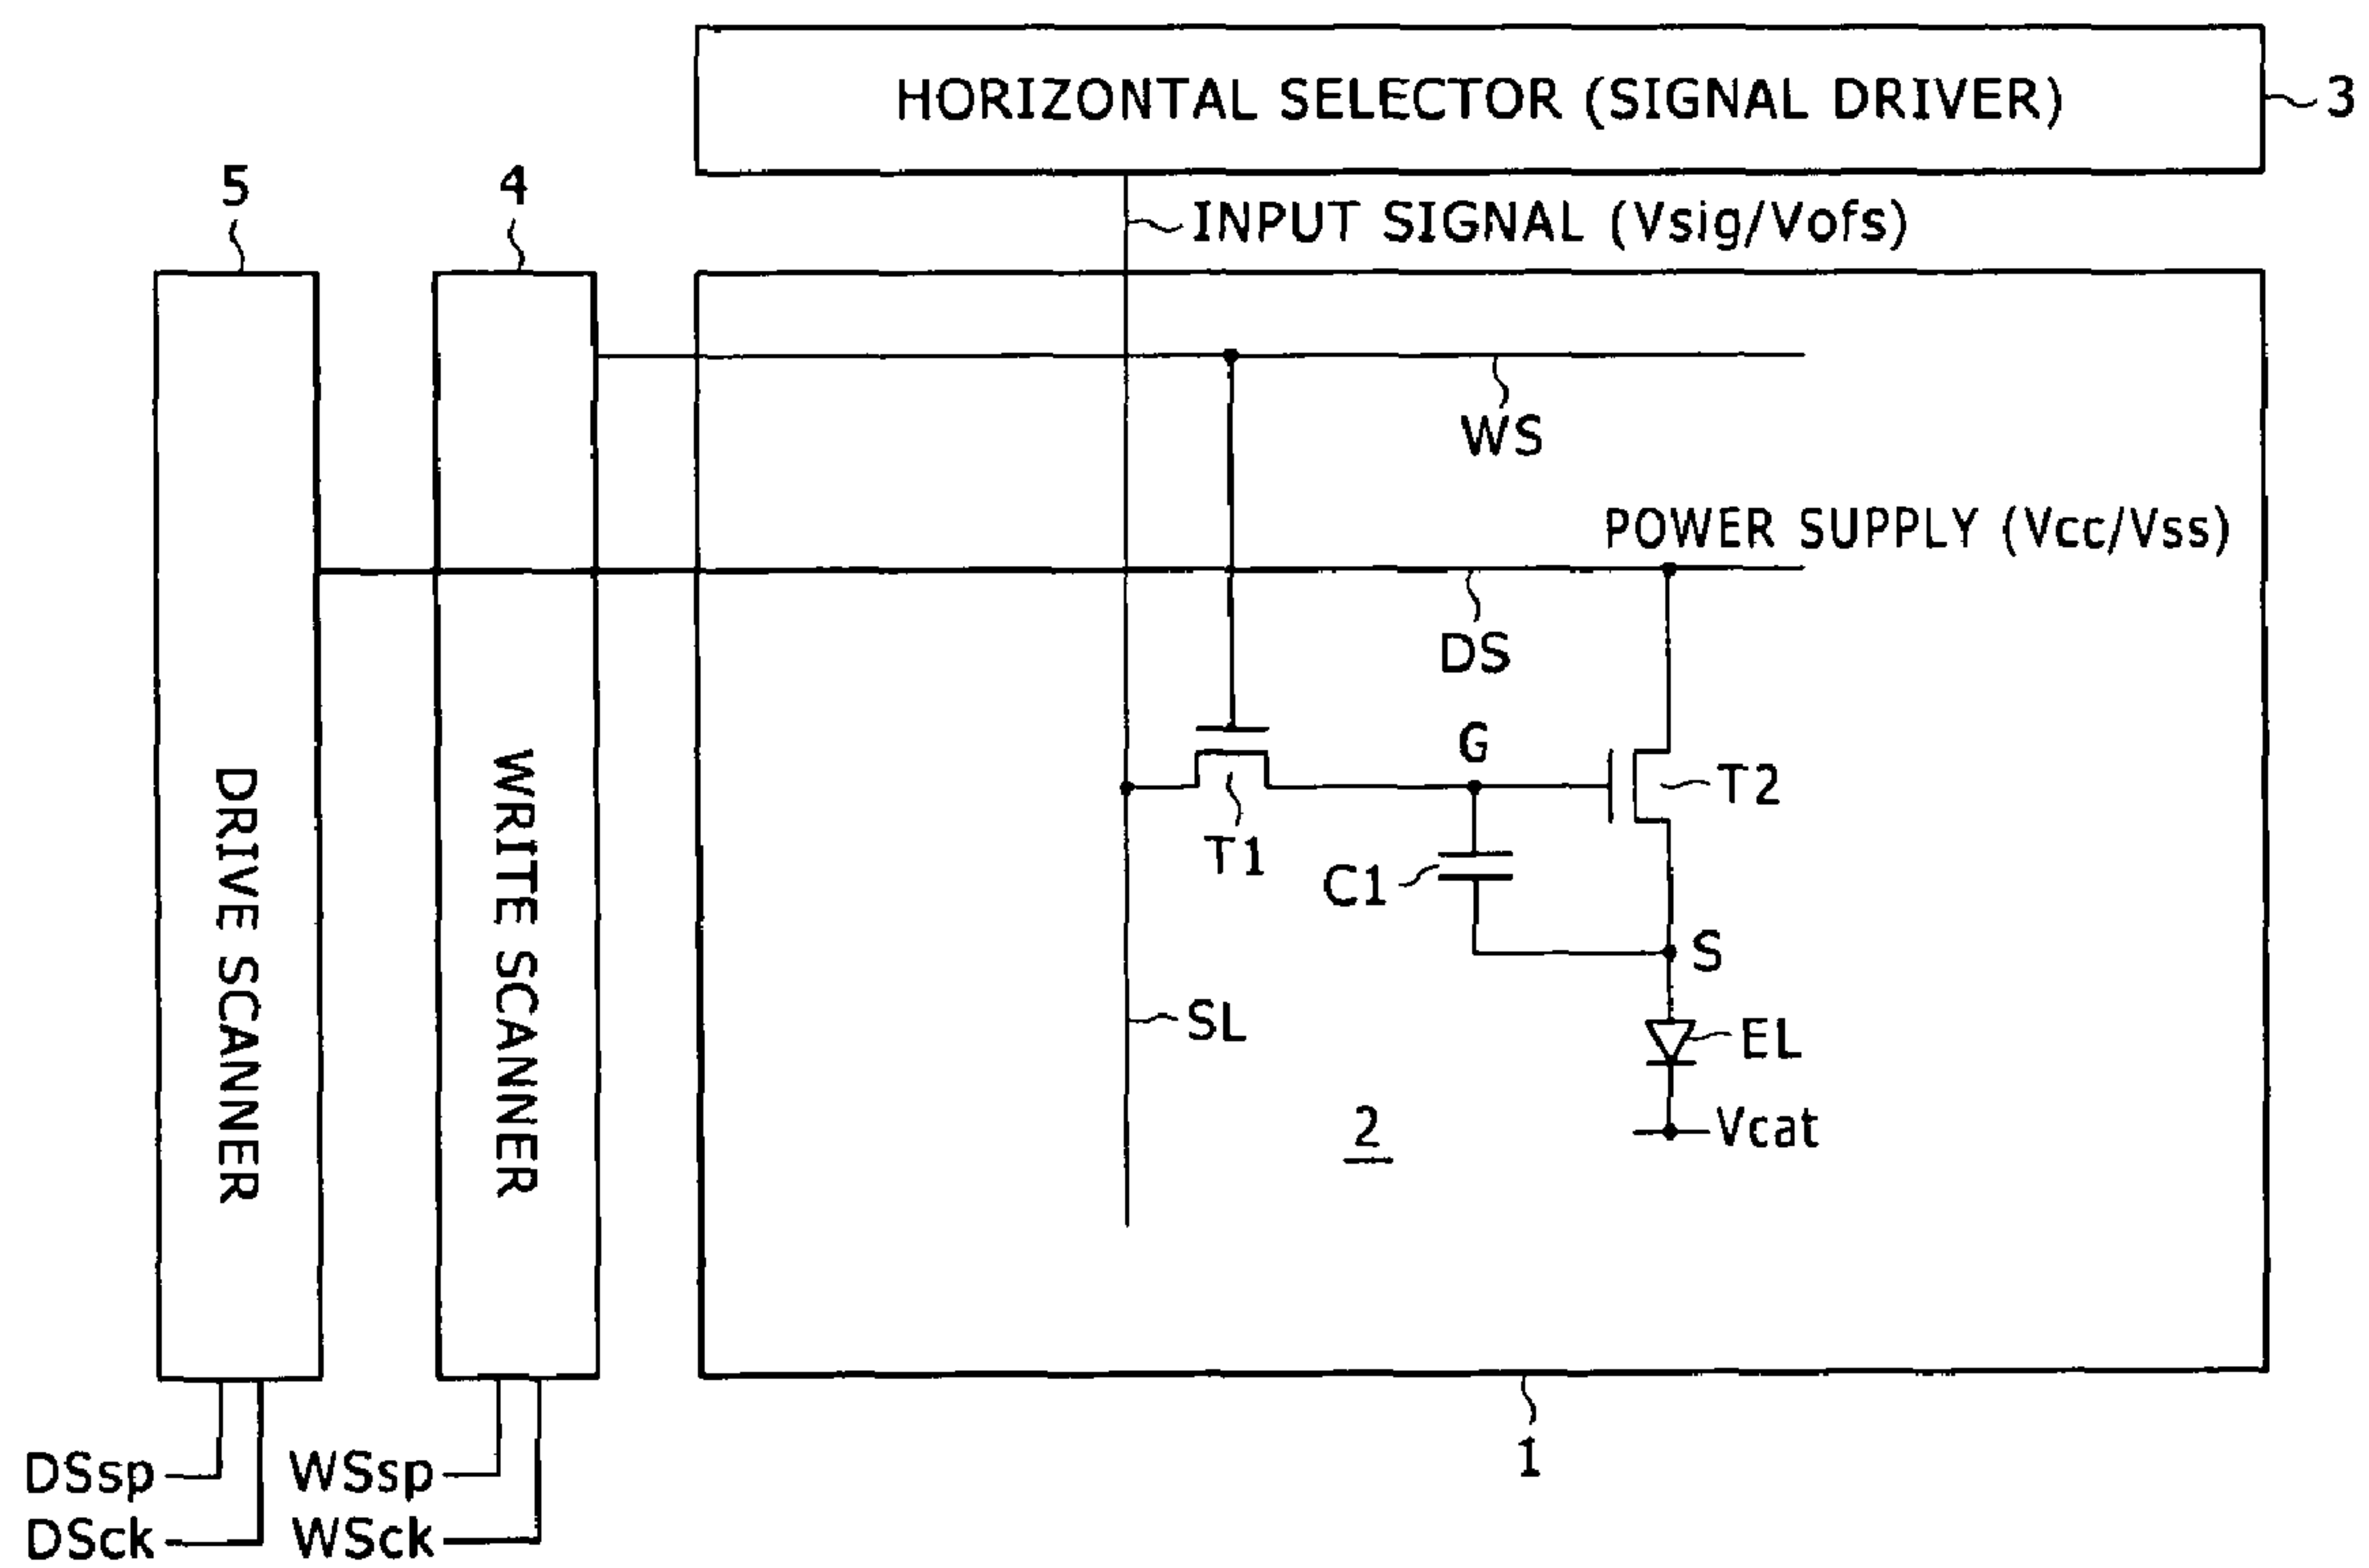 HORIZONTAL SELECTOR (SIGNAL DRIVER)
3
5
4
INPUT SIGNAL (Vsig/Vofs)
WS
POWER SUPPLY (Vcc/Vss)
DS
G
T2
T1
C1
S
SL
EL
2
Vcat
DRIVE SCANNER
WRITE SCANNER
1
DSsp
WSsp
DSck
WSck